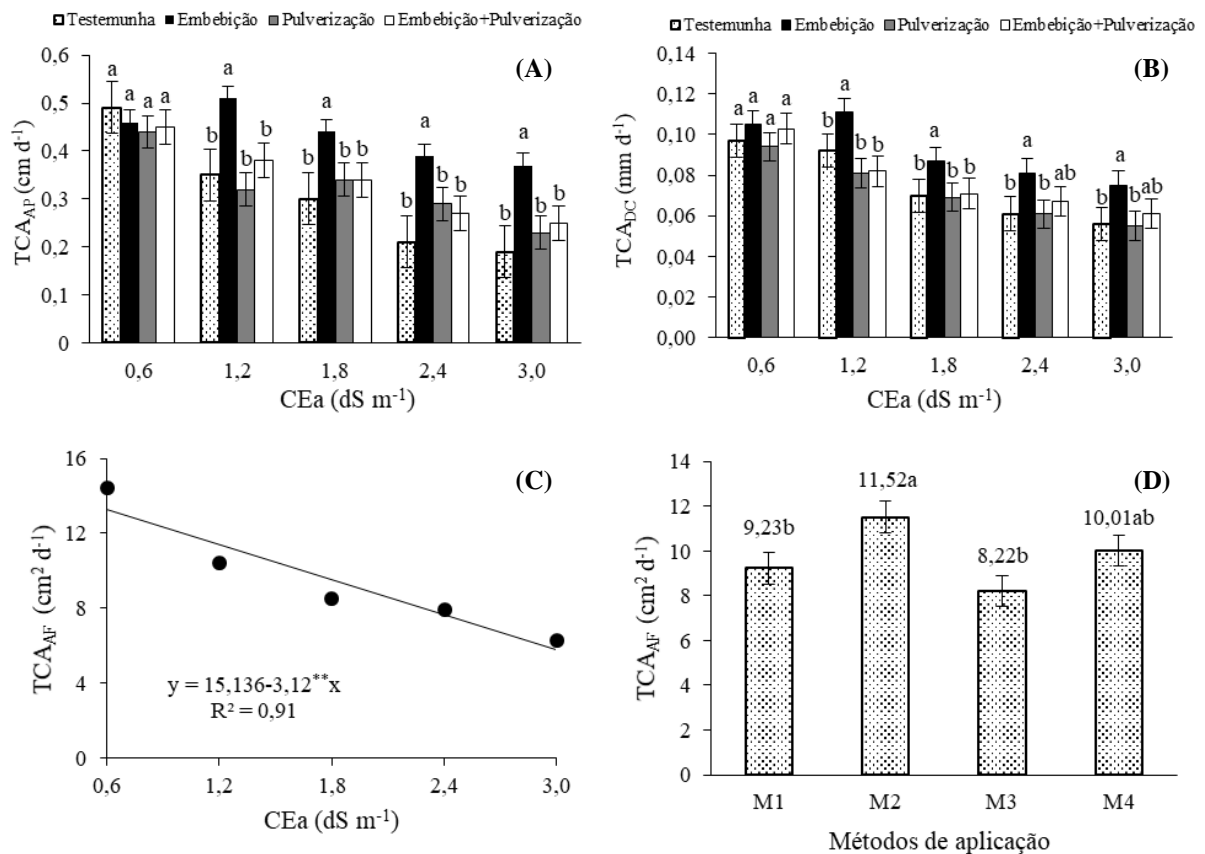 Testemunha Embebição Pulverização Embebição+Pulverização
(A)
TCA_AP (cm d⁻¹)
0,6
0,5
0,4
0,3
0,2
0,1
0
a a a a
b a b b
b a b b
b a b b
b a b b
0,6 1,2 1,8 2,4 3,0
CEa (dS m⁻¹)
Testemunha Embebição Pulverização Embebição+Pulverização
(B)
TCA_DC (mm d⁻¹)
0,14
0,12
0,10
0,08
0,06
0,04
0,02
0,00
a a a a
b a b b
b a b b
b a b ab
b a b ab
0,6 1,2 1,8 2,4 3,0
CEa (dS m⁻¹)
(C)
TCA_AF (cm² d⁻¹)
16
12
8
4
0
y = 15,136-3,12**x
R² = 0,91
0,6 1,2 1,8 2,4 3,0
CEa (dS m⁻¹)
(D)
TCA_AF (cm² d⁻¹)
14
12
10
8
6
4
2
0
9,23b 11,52a 8,22b 10,01ab
M1 M2 M3 M4
Métodos de aplicação